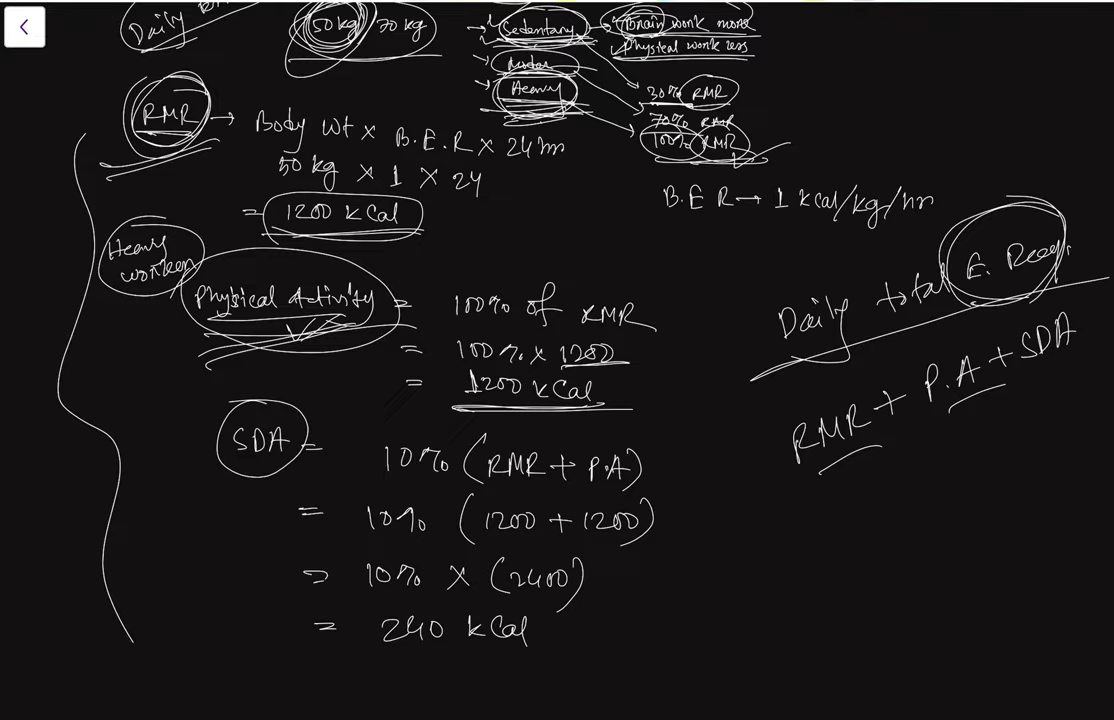 Daily
50 kg 70 kg
→ Sedentary → Brain work more
Physical work less
→ Moder
→ Heavy
30% RMR
70% RMR
100% RMR
RMR → Body wt x B.E.R x 24 hr
50 kg x 1 x 24
= 1200 kCal
B.E R → 1 kcal/kg/hr
Heavy
worker
Physical Activity = 100% of RMR
= 100% x 1200
= 1200 kCal
Daily total E. Req.
RMR + P.A + SDA
SDA = 10% (RMR + P.A)
= 10% (1200 + 1200)
= 10% x (2400)
= 240 kCal